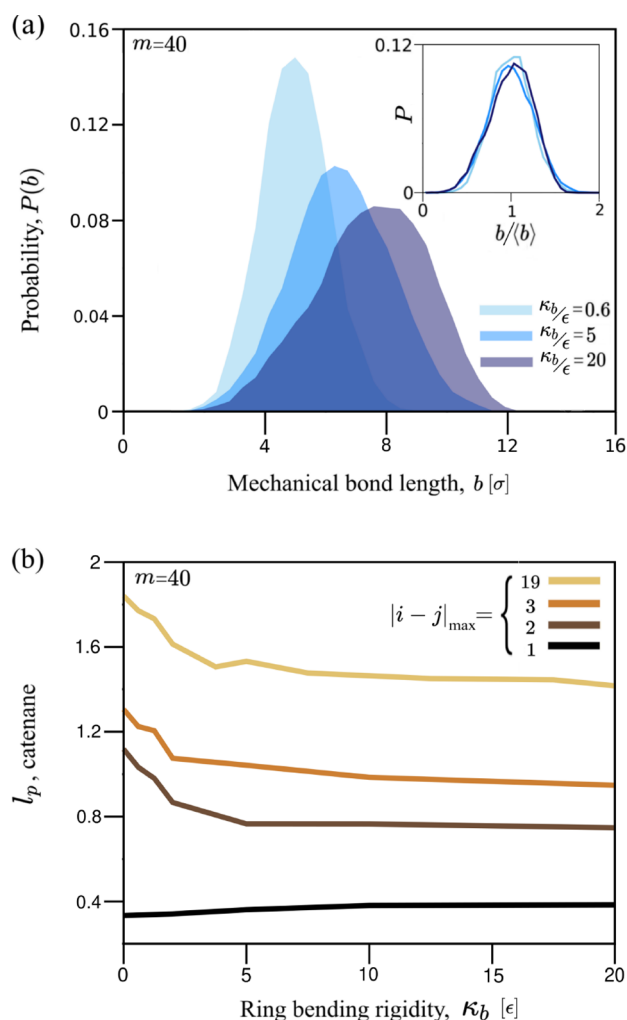 (a)
m=40
Probability, P(b)
0.16
0.12
0.08
0.04
0
0 4 8 12 16
Mechanical bond length, b [σ]
P
0.12
0
0 1 2
b/⟨b⟩
κb/ϵ=0.6
κb/ϵ=5
κb/ϵ=20
(b)
m=40
lp, catenane
2
1.6
1.2
0.8
0.4
|i − j|max=
19
3
2
1
0 5 10 15 20
Ring bending rigidity, κb [ϵ]